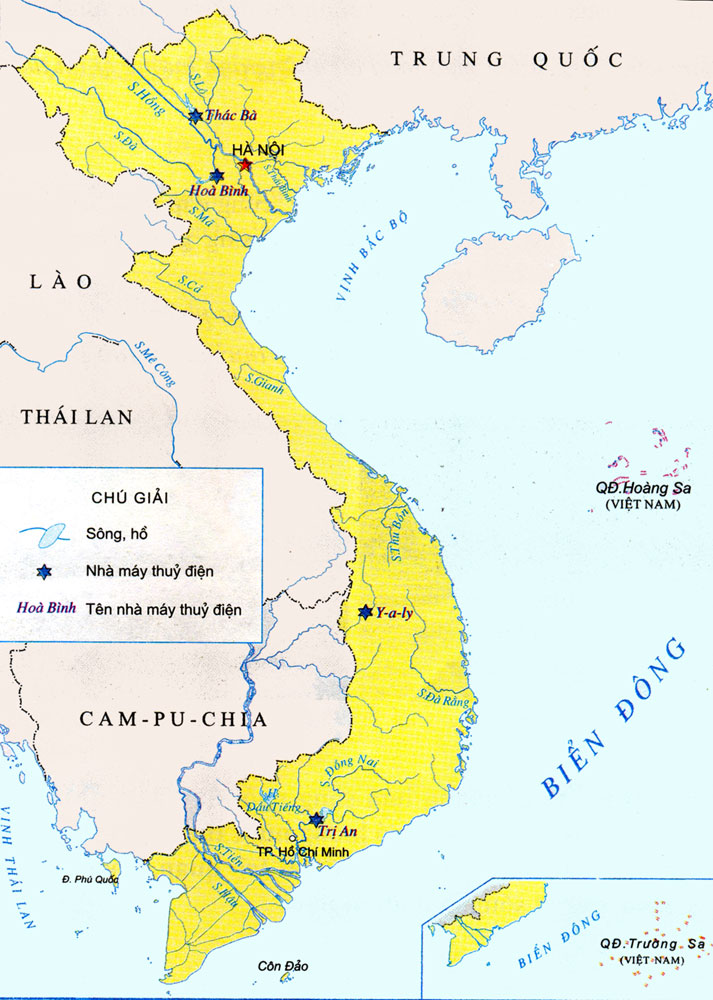 TRUNG QUỐC
S.Lô
S.Hồng
Thác Bà
S.Đà
HÀ NỘI
S.Thái Bình
Hoà Bình
S.Mã
VỊNH BẮC BỘ
LÀO
S.Cả
S.Mê Công
S.Gianh
THÁI LAN
QĐ.Hoàng Sa
(VIỆT NAM)
CHÚ GIẢI
Sông, hồ
Nhà máy thuỷ điện
Hoà Bình
Tên nhà máy thuỷ điện
S.Thu Bồn
Y-a-ly
S.Đà Rằng
BIỂN ĐÔNG
CAM-PU-CHIA
S.Đồng Nai
H.
Dầu Tiếng
Trị An
TP. Hồ Chí Minh
S.Tiền
S.Hậu
VỊNH THÁI LAN
Đ. Phú Quốc
Côn Đảo
BIỂN ĐÔNG
QĐ.Trường Sa
(VIỆT NAM)